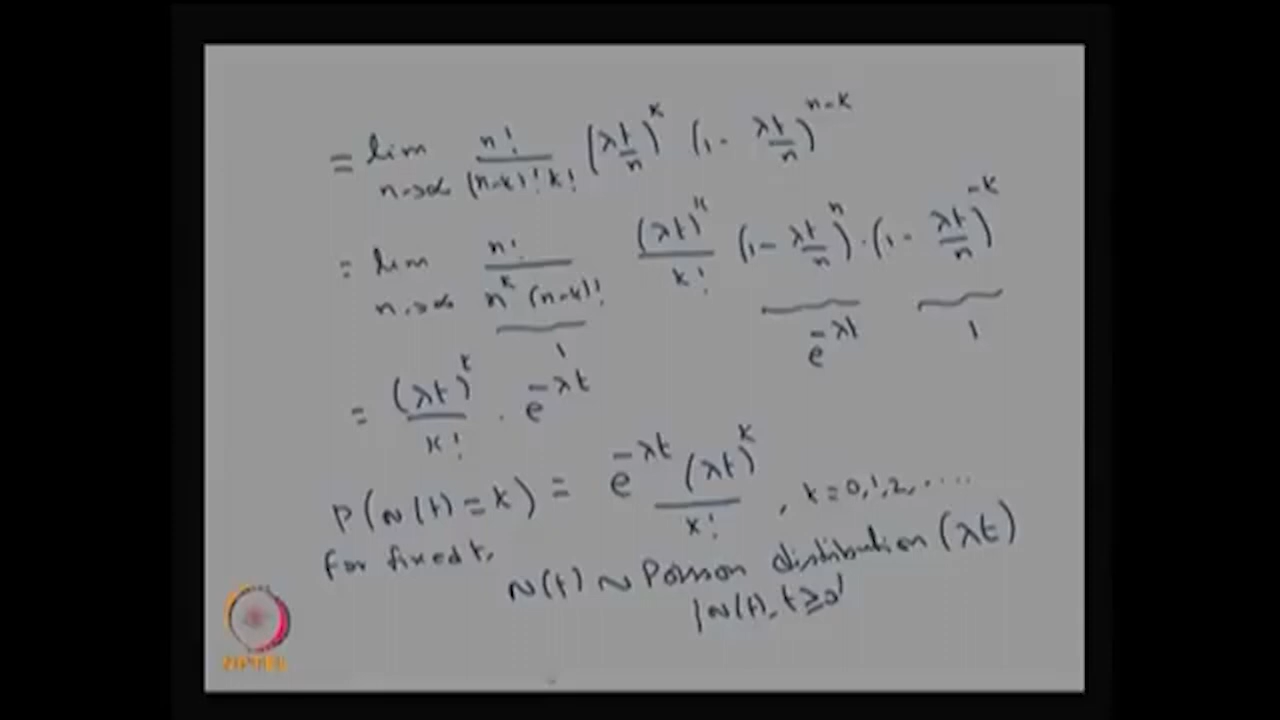 = lim n→∞ n!/((n-k)! k!) (λt/n)^k (1 - λt/n)^(n-k)
= lim n→∞ n!/(n^k (n-k)!) (λt)^k/k! (1 - λt/n)^n · (1 - λt/n)^(-k)
1 e^(-λt) 1
= (λt)^k/k! · e^(-λt)
P(N(t) = k) = e^(-λt) (λt)^k/k! , k = 0, 1, 2, ....
for fixed t,
N(t) ~ Poisson distribution (λt)
{N(t), t ≥ 0}
NPTEL